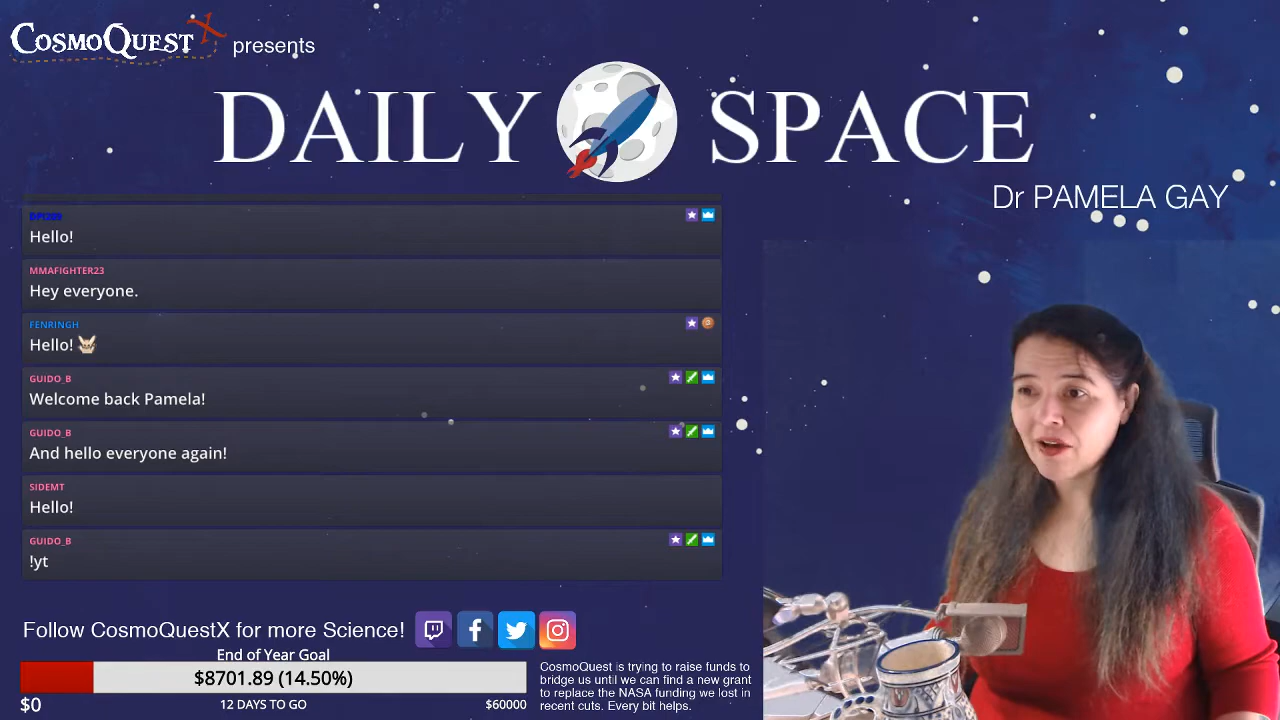 CosmoQuest X presents
DAILY SPACE
Dr PAMELA GAY
Hello!
MMAFIGHTER23
Hey everyone.
FENRINGH
Hello!
GUIDO_B
Welcome back Pamela!
GUIDO_B
And hello everyone again!
SIDEMT
Hello!
GUIDO_B
!yt
Follow CosmoQuestX for more Science!
End of Year Goal
$8701.89 (14.50%)
$0
12 DAYS TO GO
$60000
CosmoQuest is trying to raise funds to
bridge us until we can find a new grant
to replace the NASA funding we lost in
recent cuts. Every bit helps.